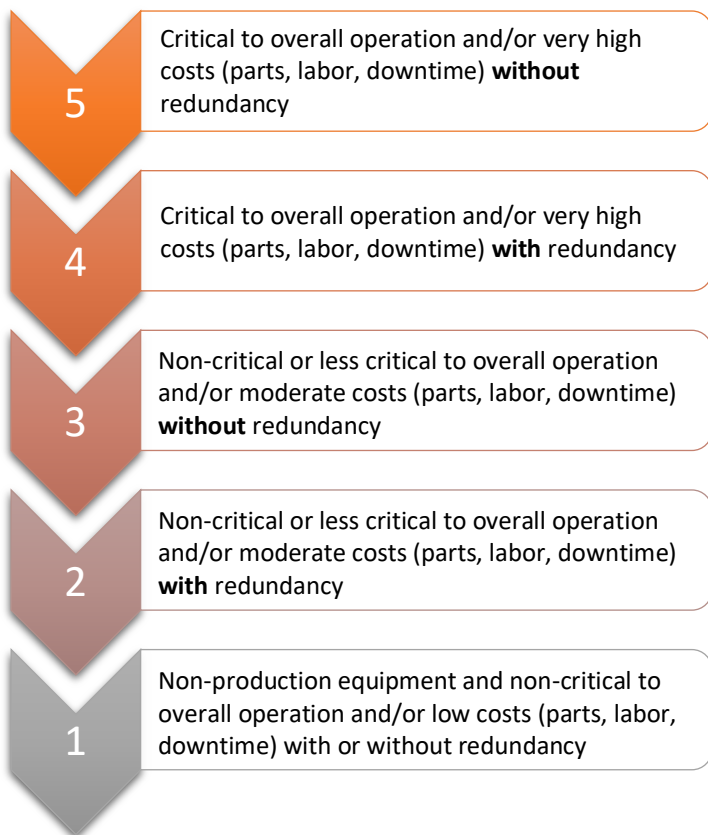 5
Critical to overall operation and/or very high
costs (parts, labor, downtime) without
redundancy
4
Critical to overall operation and/or very high
costs (parts, labor, downtime) with redundancy
3
Non-critical or less critical to overall operation
and/or moderate costs (parts, labor, downtime)
without redundancy
2
Non-critical or less critical to overall operation
and/or moderate costs (parts, labor, downtime)
with redundancy
1
Non-production equipment and non-critical to
overall operation and/or low costs (parts, labor,
downtime) with or without redundancy